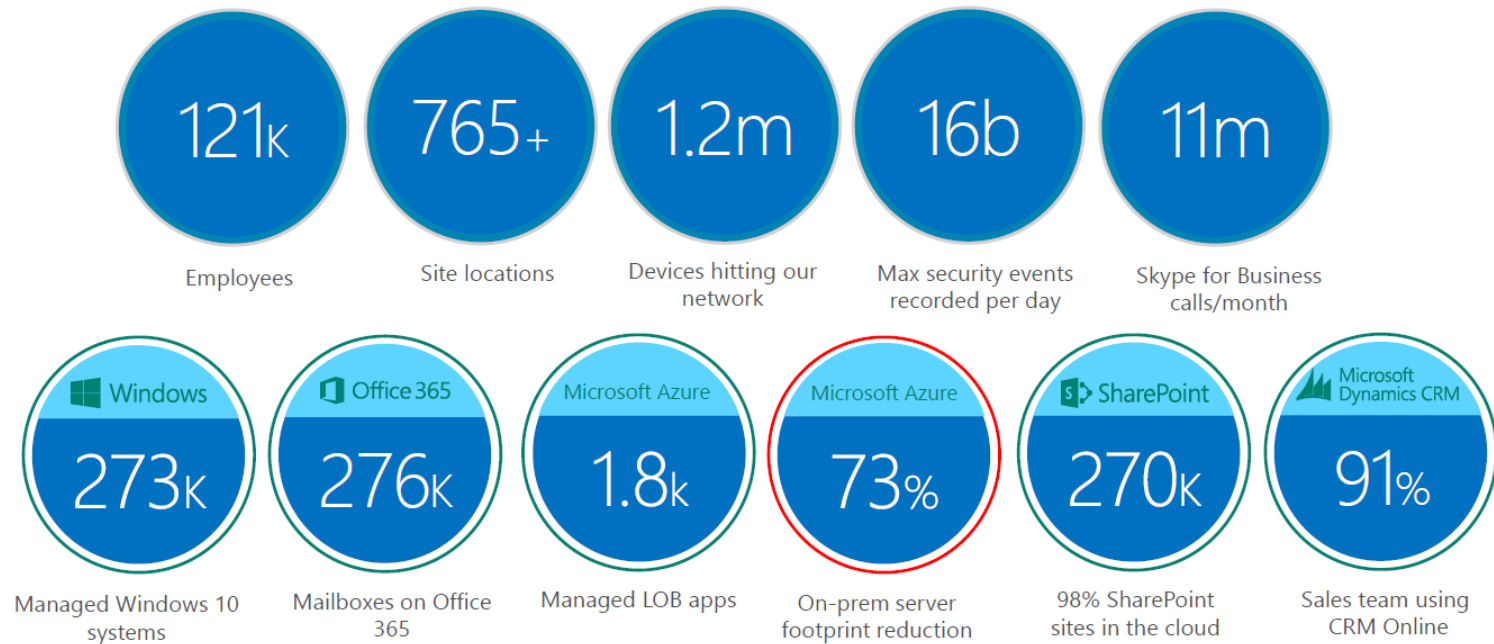 121K
765+
1.2m
16b
11m
Employees
Site locations
Devices hitting our
network
Max security events
recorded per day
Skype for Business
calls/month
Windows
273K
Office 365
276K
Microsoft Azure
1.8k
Microsoft Azure
73%
S SharePoint
270K
Microsoft
Dynamics CRM
91%
Managed Windows 10
systems
Mailboxes on Office
365
Managed LOB apps
On-prem server
footprint reduction
98% SharePoint
sites in the cloud
Sales team using
CRM Online